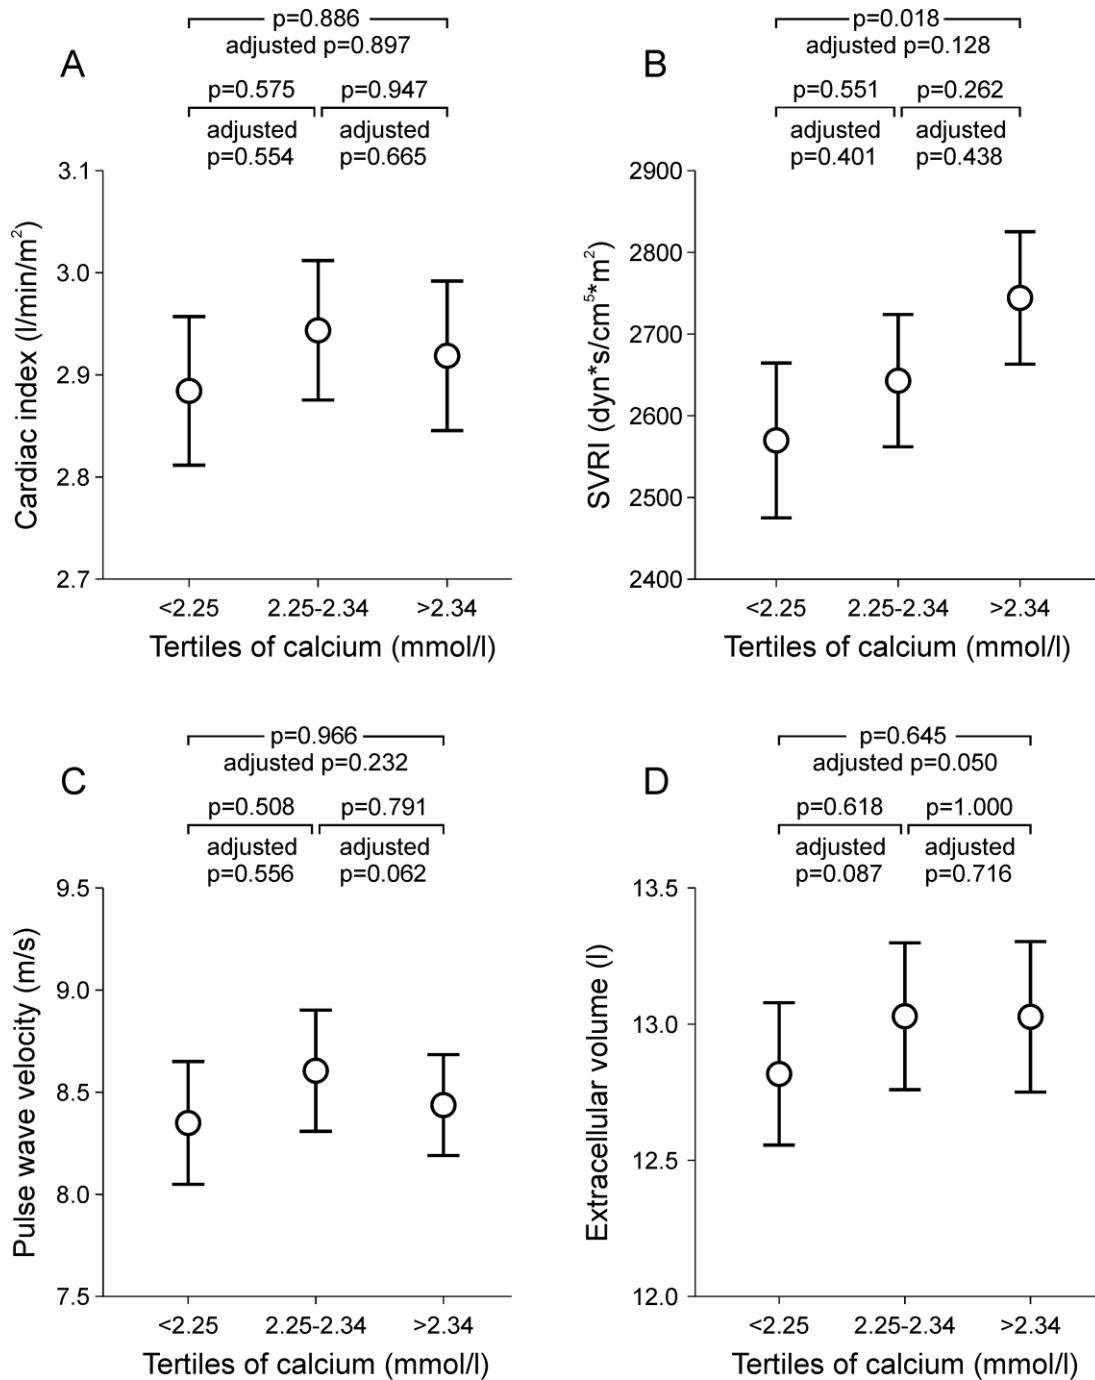 A
p=0.886
adjusted p=0.897
p=0.575
p=0.947
adjusted
p=0.554
adjusted
p=0.665
Cardiac index (l/min/m²)
3.1
3.0
2.9
2.8
2.7
<2.25
2.25-2.34
>2.34
Tertiles of calcium (mmol/l)
B
p=0.018
adjusted p=0.128
p=0.551
p=0.262
adjusted
p=0.401
adjusted
p=0.438
SVRI (dyn*s/cm⁵*m²)
2900
2800
2700
2600
2500
2400
<2.25
2.25-2.34
>2.34
Tertiles of calcium (mmol/l)
C
p=0.966
adjusted p=0.232
p=0.508
p=0.791
adjusted
p=0.556
adjusted
p=0.062
Pulse wave velocity (m/s)
9.5
9.0
8.5
8.0
7.5
<2.25
2.25-2.34
>2.34
Tertiles of calcium (mmol/l)
D
p=0.645
adjusted p=0.050
p=0.618
p=1.000
adjusted
p=0.087
adjusted
p=0.716
Extracellular volume (l)
13.5
13.0
12.5
12.0
<2.25
2.25-2.34
>2.34
Tertiles of calcium (mmol/l)